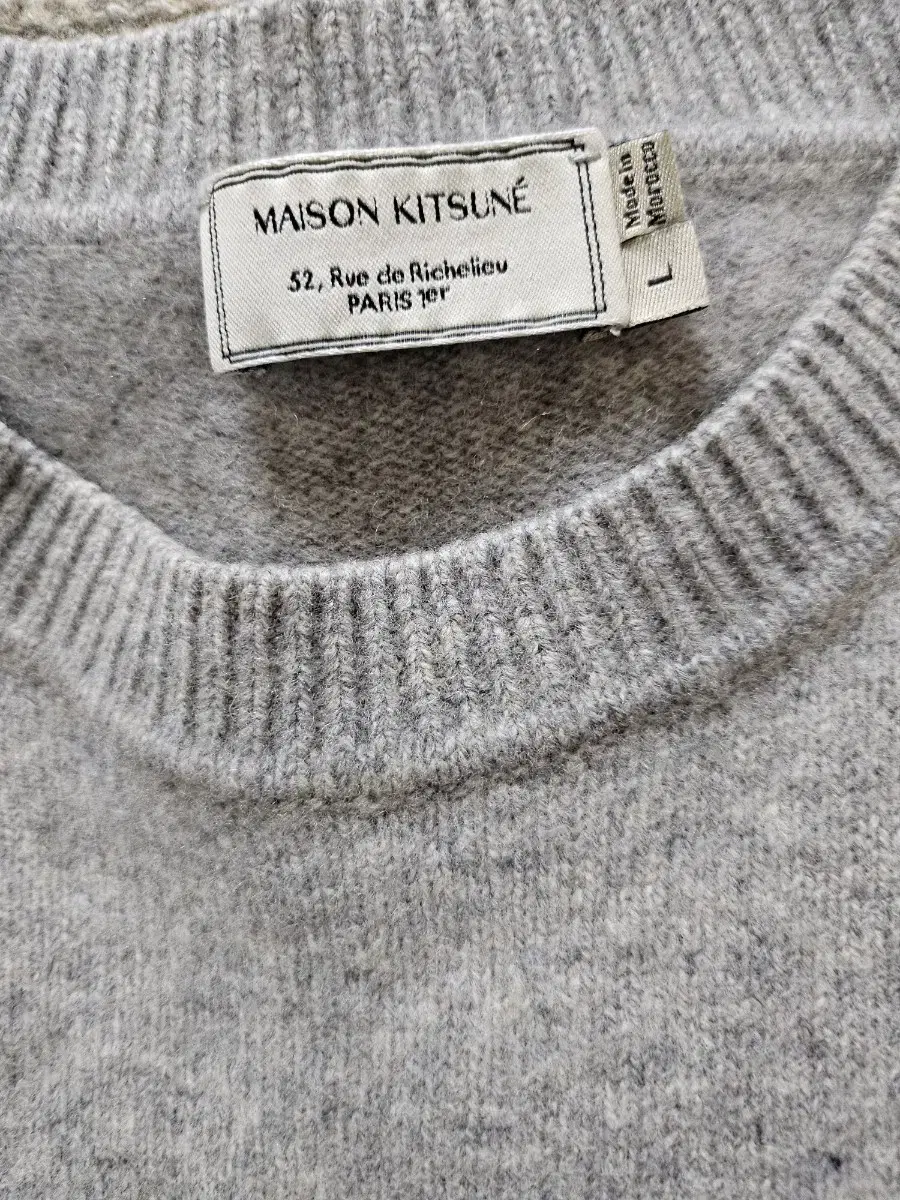 MAISON KITSUNÉ
52, Rue de Richelieu
PARIS 1er
Made in
Morocco
L